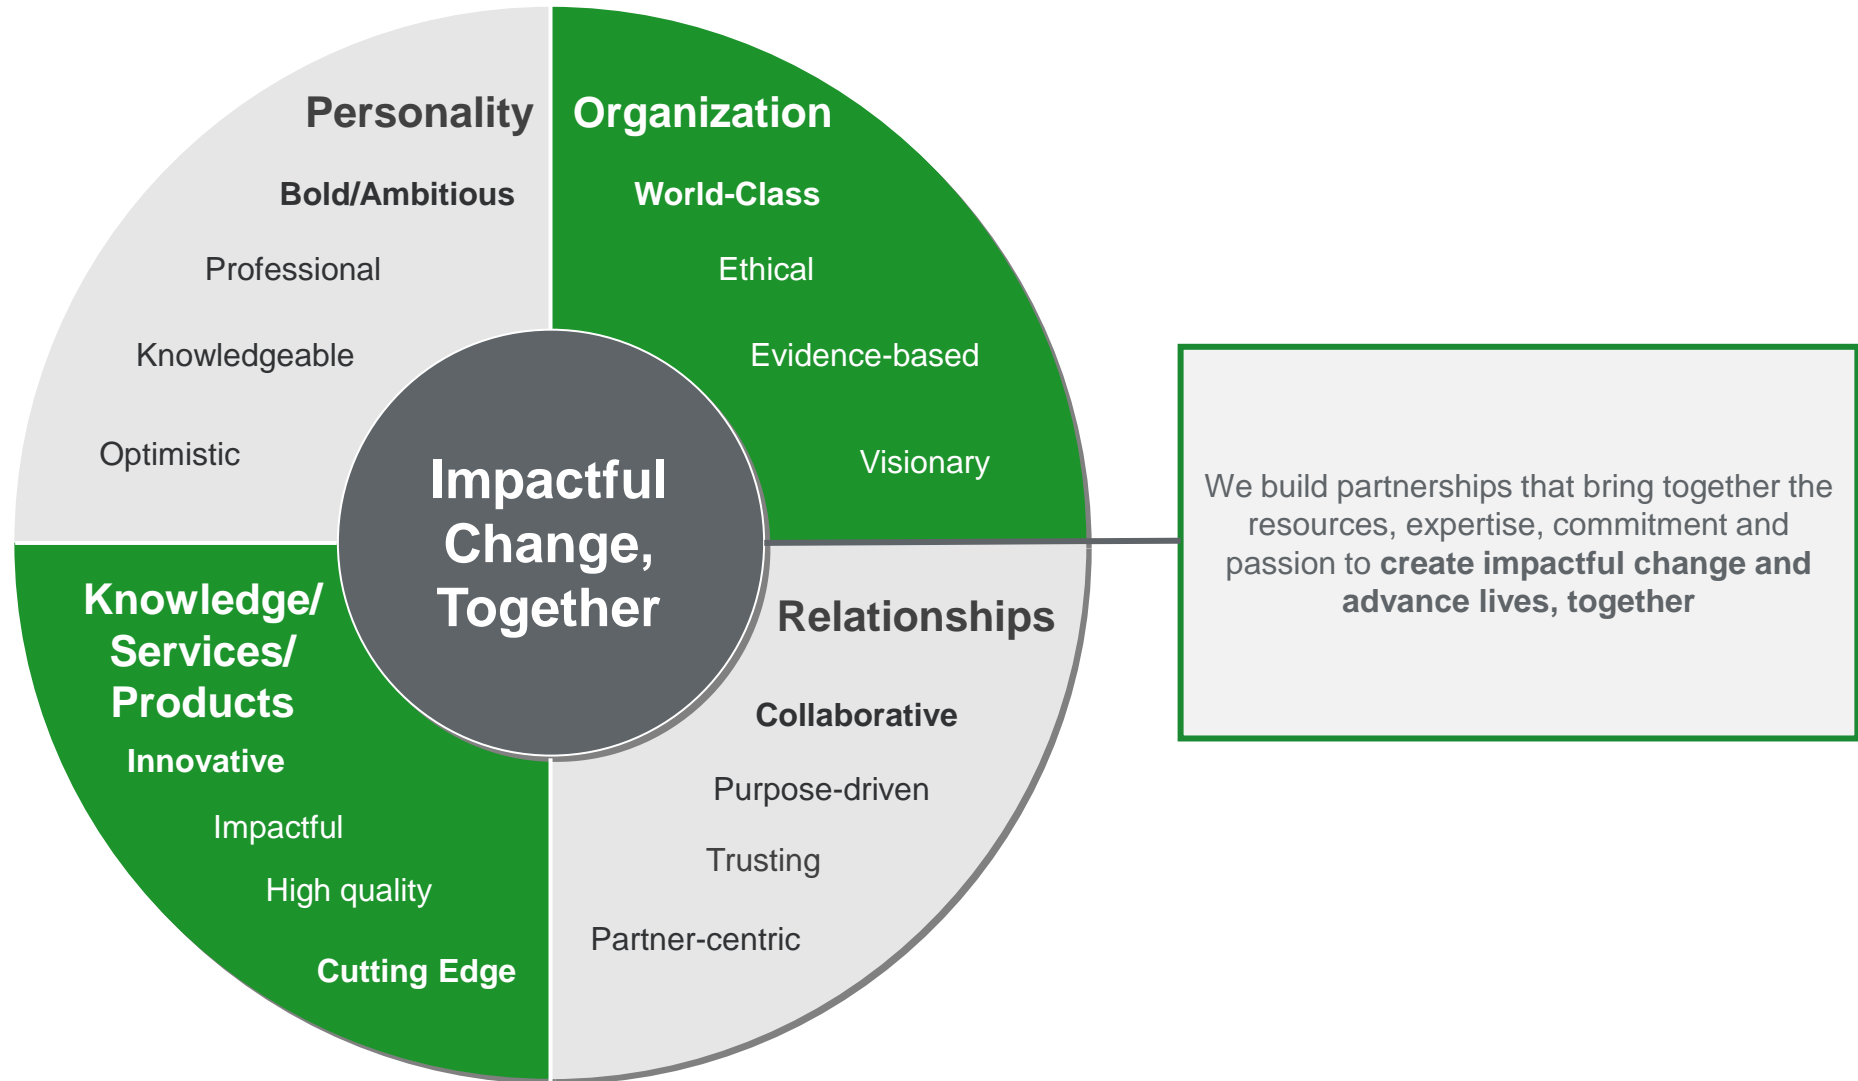 Personality
Bold/Ambitious
Professional
Knowledgeable
Optimistic
Organization
World-Class
Ethical
Evidence-based
Visionary
Impactful
Change,
Together
Knowledge/
Services/
Products
Innovative
Impactful
High quality
Cutting Edge
Relationships
Collaborative
Purpose-driven
Trusting
Partner-centric
We build partnerships that bring together the
resources, expertise, commitment and
passion to create impactful change and
advance lives, together